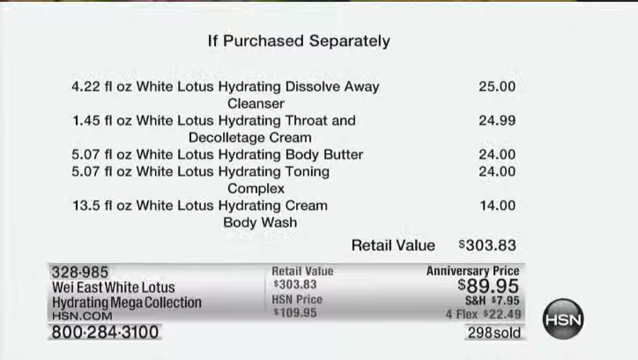 If Purchased Separately
4.22 fl oz White Lotus Hydrating Dissolve Away 25.00
Cleanser
1.45 fl oz White Lotus Hydrating Throat and 24.99
Decolletage Cream
5.07 fl oz White Lotus Hydrating Body Butter 24.00
5.07 fl oz White Lotus Hydrating Toning 24.00
Complex
13.5 fl oz White Lotus Hydrating Cream 14.00
Body Wash
Retail Value $303.83
328-985
Wei East White Lotus
Hydrating Mega Collection
HSN.COM
800-284-3100
Retail Value
$303.83
HSN Price
$109.95
Anniversary Price
$89.95
S&H $7.95
4 Flex $22.49
298 sold
HSN